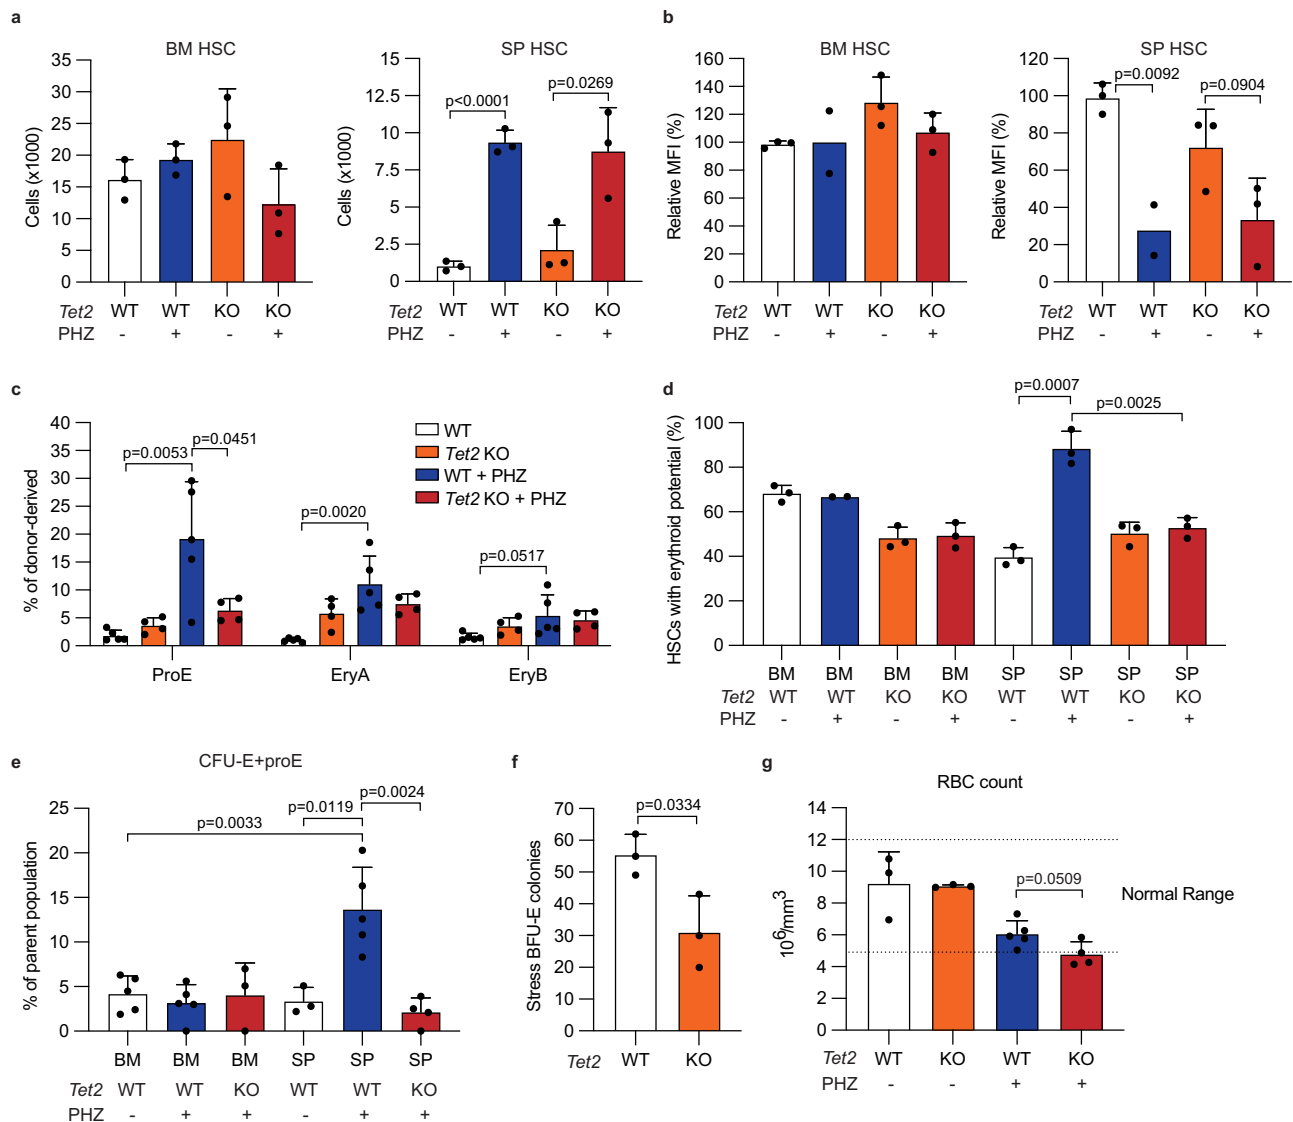 a
BM HSC
Cells (x1000)
35
30
25
20
15
10
5
0
Tet2 WT WT KO KO
PHZ - + - +
SP HSC
Cells (x1000)
15
12.5
10
7.5
5
2.5
0
p<0.0001
p=0.0269
WT WT KO KO
- + - +
b
BM HSC
Relative MFI (%)
160
140
120
100
80
60
40
20
0
Tet2 WT WT KO KO
PHZ - + - +
SP HSC
Relative MFI (%)
120
100
80
60
40
20
0
p=0.0092
p=0.0904
WT WT KO KO
- + - +
c
% of donor-derived
40
35
30
25
20
15
10
5
0
p=0.0053
p=0.0451
p=0.0020
p=0.0517
WT
Tet2 KO
WT + PHZ
Tet2 KO + PHZ
ProE EryA EryB
d
HSCs with erythroid potential (%)
100
80
60
40
20
0
p=0.0007
p=0.0025
BM BM BM BM SP SP SP SP
Tet2 WT WT KO KO WT WT KO KO
PHZ - + - + - + - +
e
CFU-E+proE
% of parent population
25
20
15
10
5
0
p=0.0033
p=0.0119
p=0.0024
BM BM BM SP SP SP
Tet2 WT WT KO WT WT KO
PHZ - + + - + +
f
Stress BFU-E colonies
70
60
50
40
30
20
10
0
p=0.0334
Tet2 WT KO
g
RBC count
10^6/mm3
14
12
10
8
6
4
2
0
p=0.0509
Normal Range
Tet2 WT KO WT KO
PHZ - - + +